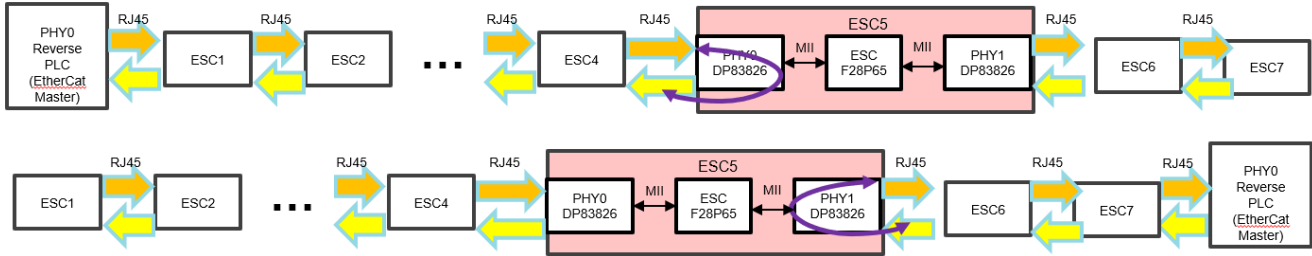 PHY0
Reverse
PLC
(EtherCat
Master)
RJ45
ESC1
RJ45
ESC2
...
RJ45
ESC4
RJ45
ESC5
PHY0
DP83826
MII
ESC
F28P65
MII
PHY1
DP83826
RJ45
ESC6
RJ45
ESC7
ESC1
RJ45
ESC2
...
RJ45
ESC4
RJ45
ESC5
PHY0
DP83826
MII
ESC
F28P65
MII
PHY1
DP83826
RJ45
ESC6
RJ45
ESC7
RJ45
PHY0
Reverse
PLC
(EtherCat
Master)